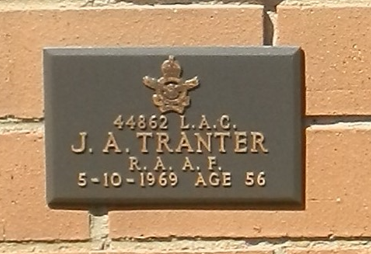 44862 L.A.C.
J. A. TRANTER
R. A. A. F.
5-10-1969 AGE 56